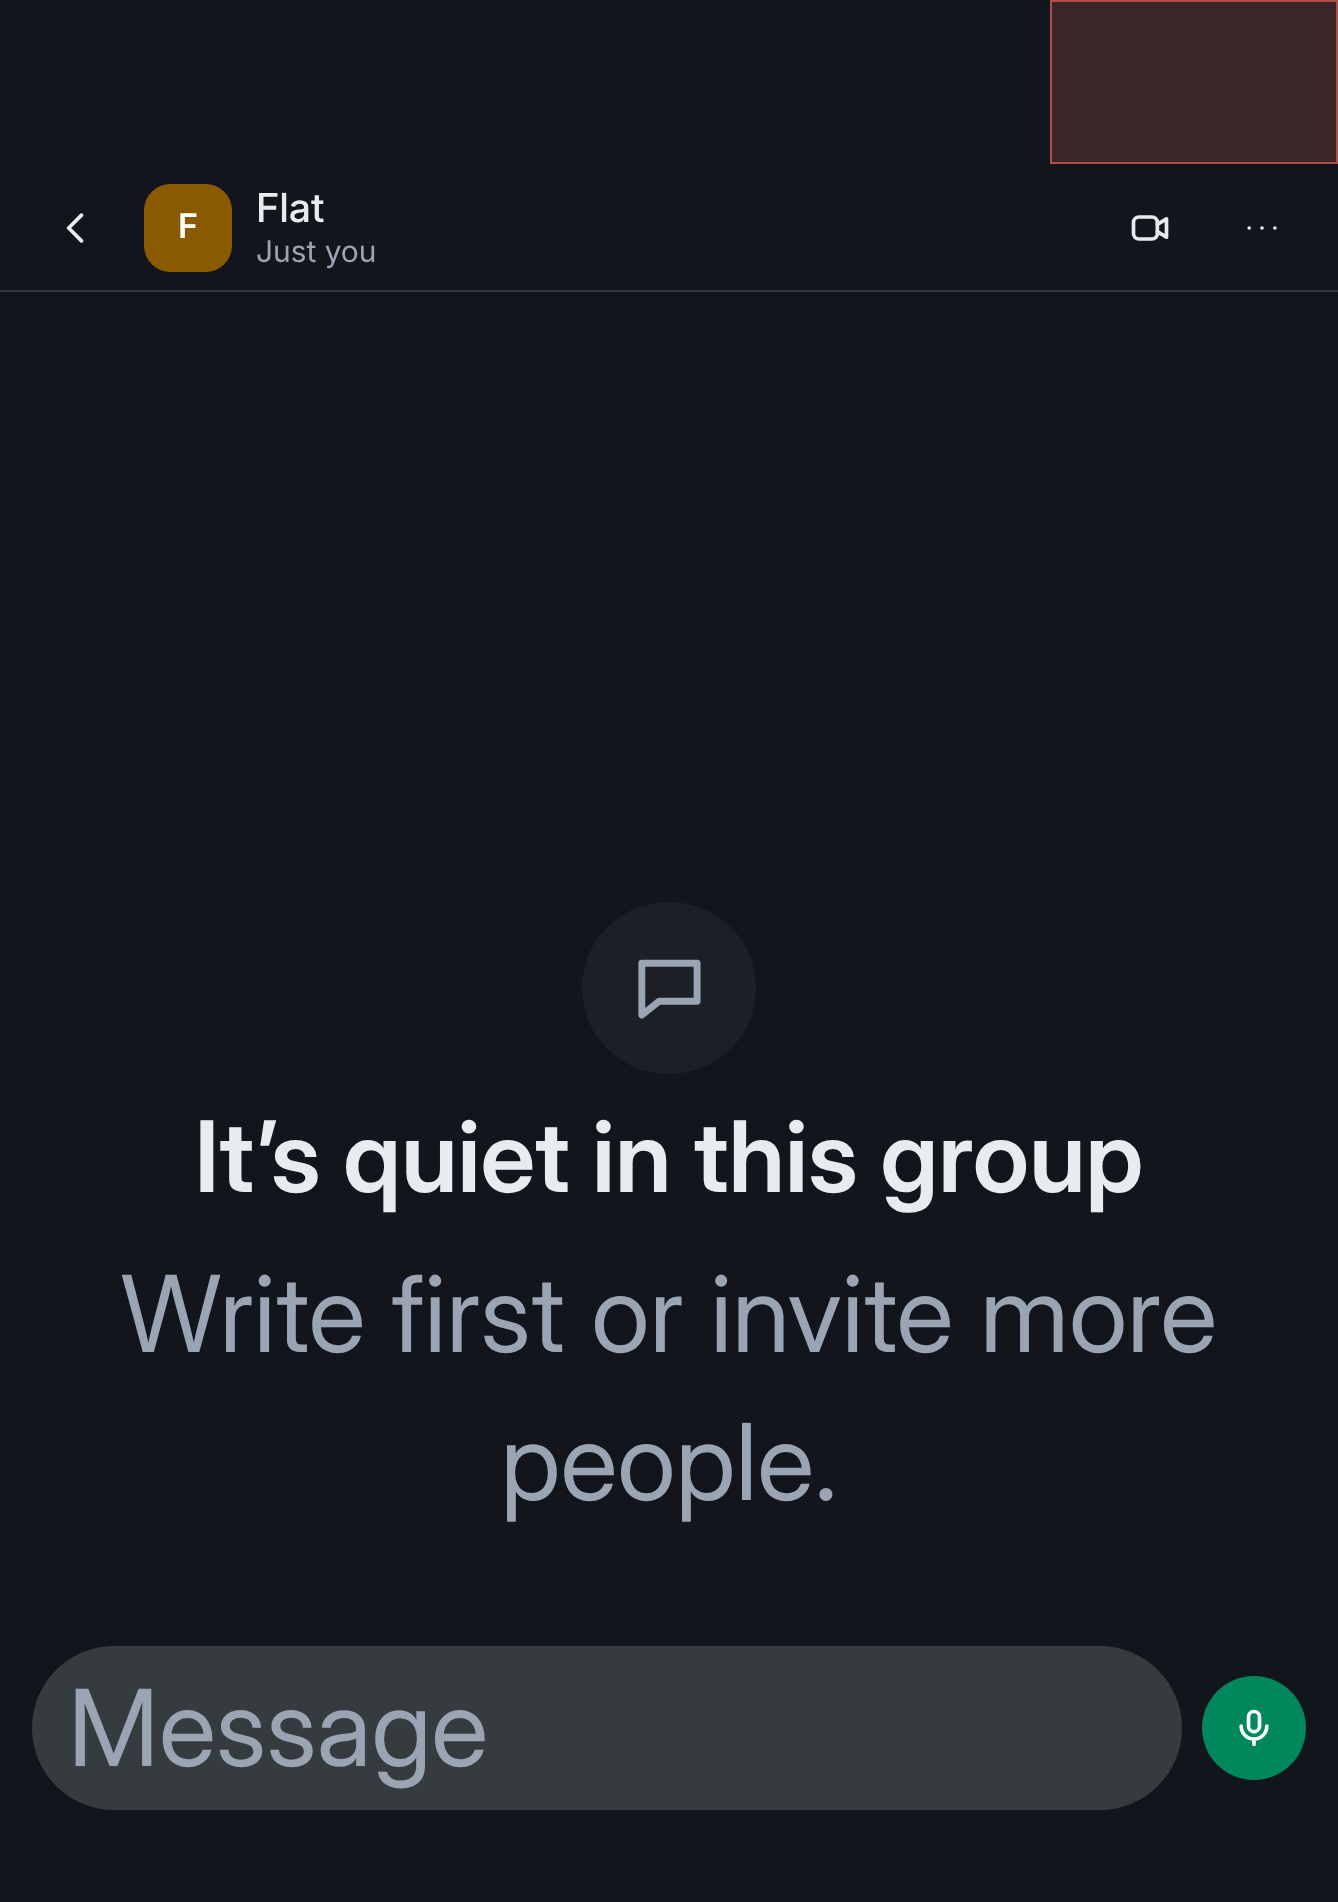 F
Flat
Just you
It’s quiet in this group
Write first or invite more
people.
Message